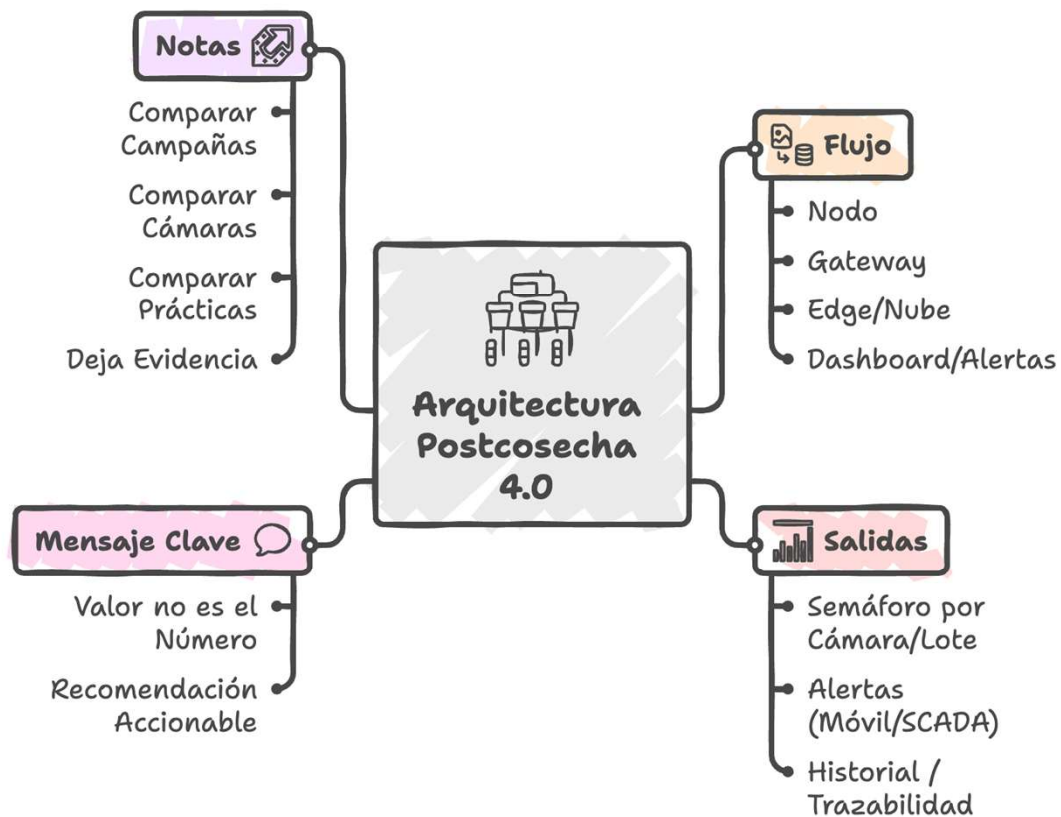 Notas
Comparar
Campañas
Comparar
Cámaras
Comparar
Prácticas
Deja Evidencia
Flujo
Nodo
Gateway
Edge/Nube
Dashboard/Alertas
Arquitectura
Postcosecha
4.0
Mensaje Clave
Valor no es el
Número
Recomendación
Accionable
Salidas
Semáforo por
Cámara/Lote
Alertas
(Móvil/SCADA)
Historial /
Trazabilidad